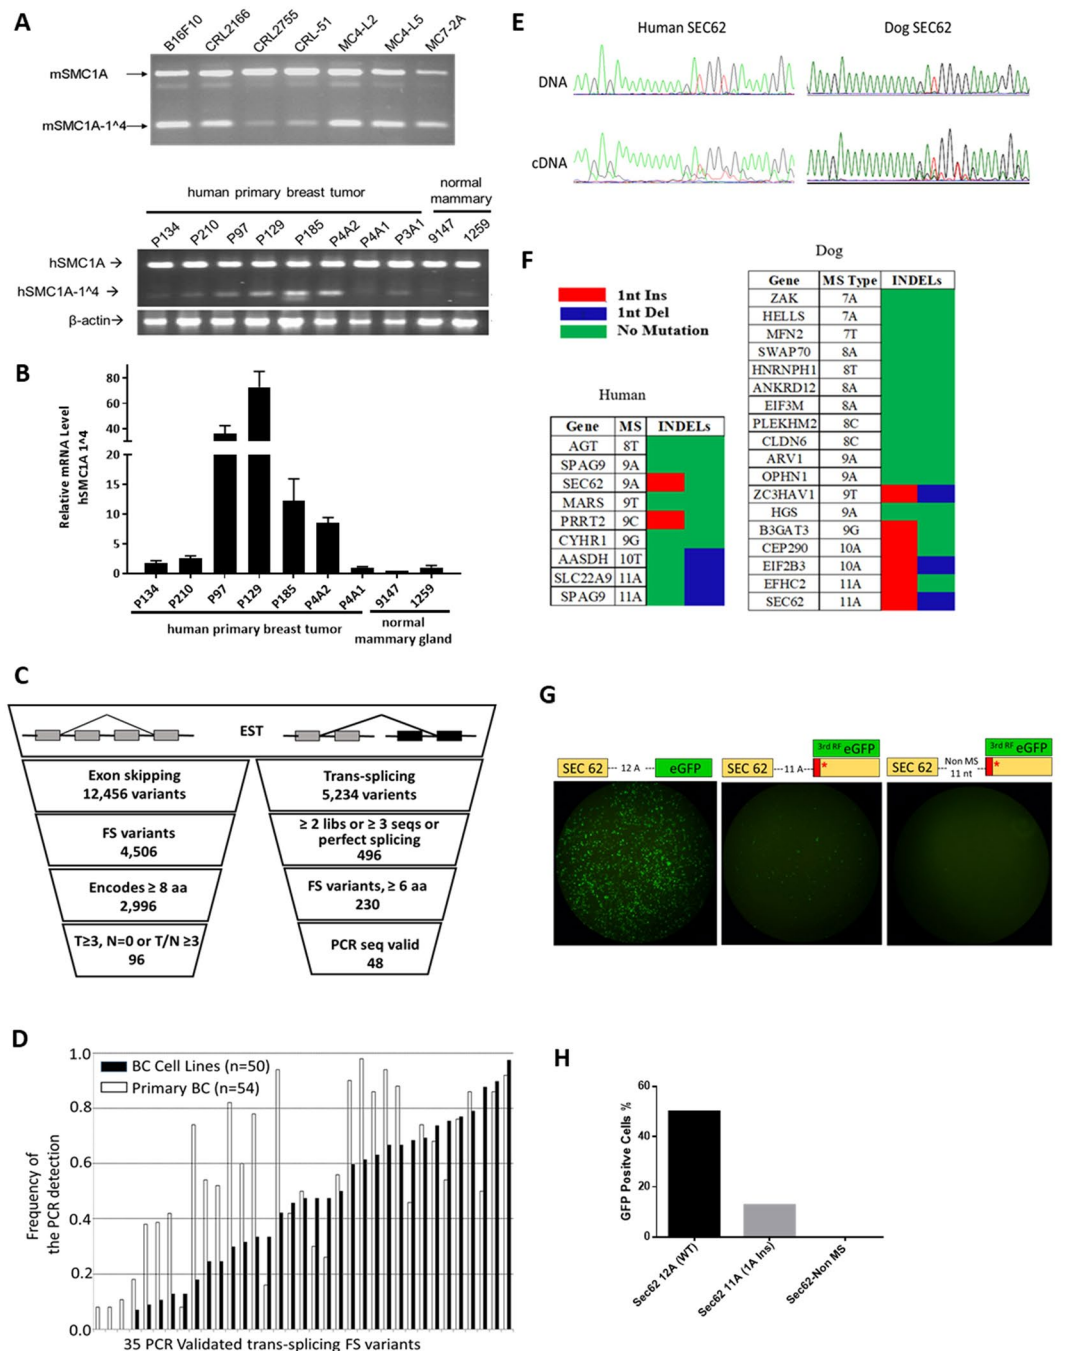 A
B16F10
CRL2166
CRL2755
CRL-51
MC4-L2
MC4-L5
MC7-2A
mSMC1A
mSMC1A-1^4
human primary breast tumor
normal
mammary
P134
P210
P97
P129
P185
P4A2
P4A1
P3A1
9147
1259
hSMC1A
hSMC1A-1^4
β-actin
B
Relative mRNA Level
hSMC1A 1^4
80
60
40
20
20
15
10
5
0
P134
P210
P97
P129
P185
P4A2
P4A1
9147
1259
human primary breast tumor
normal
mammary gland
C
EST
Exon skipping
12,456 variants
FS variants
4,506
Encodes ≥ 8 aa
2,996
T≥3, N=0 or T/N ≥3
96
Trans-splicing
5,234 varients
≥ 2 libs or ≥ 3 seqs or
perfect splicing
496
FS variants, ≥ 6 aa
230
PCR seq valid
48
D
Frequency of
the PCR detection
1.0
0.8
0.6
0.4
0.2
0.0
BC Cell Lines (n=50)
Primary BC (n=54)
35 PCR Validated trans-splicing FS variants
E
Human SEC62
Dog SEC62
DNA
cDNA
F
1nt Ins
1nt Del
No Mutation
Human
Gene MS INDELs
AGT 8T
SPAG9 9A
SEC62 9A
MARS 9T
PRRT2 9C
CYHR1 9G
AASDH 10T
SLC22A9 11A
SPAG9 11A
Dog
Gene MS Type INDELs
ZAK 7A
HELLS 7A
MFN2 7T
SWAP70 8A
HNRNPH1 8T
ANKRD12 8A
EIF3M 8A
PLEKHM2 8C
CLDN6 8C
ARV1 9A
OPHN1 9A
ZC3HAV1 9T
HGS 9A
B3GAT3 9G
CEP290 10A
EIF2B3 10A
EFHC2 11A
SEC62 11A
G
SEC 62 12 A eGFP
3rd RF eGFP
SEC 62 11 A *
3rd RF eGFP
SEC 62 Non MS 11 nt *
H
GFP Positve Cells %
60
40
20
0
Sec62 12A (WT)
Sec62 11A (1A Ins)
Sec62-Non MS